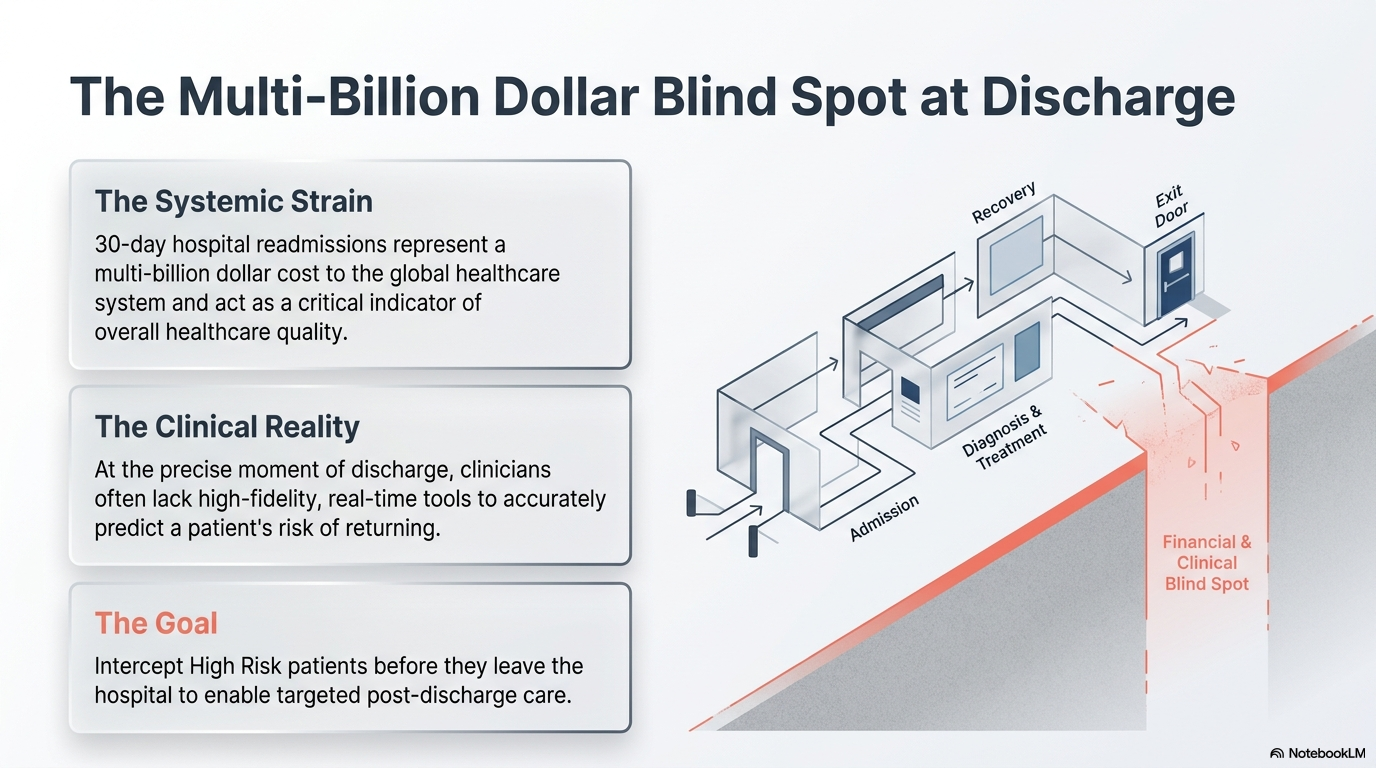 The Multi-Billion Dollar Blind Spot at Discharge
The Systemic Strain
30-day hospital readmissions represent a
multi-billion dollar cost to the global healthcare
system and act as a critical indicator of
overall healthcare quality.
The Clinical Reality
At the precise moment of discharge, clinicians
often lack high-fidelity, real-time tools to accurately
predict a patient's risk of returning.
The Goal
Intercept High Risk patients before they leave the
hospital to enable targeted post-discharge care.
Admission
Diagnosis &
Treatment
Recovery
Exit
Door
Financial &
Clinical
Blind Spot
NotebookLM